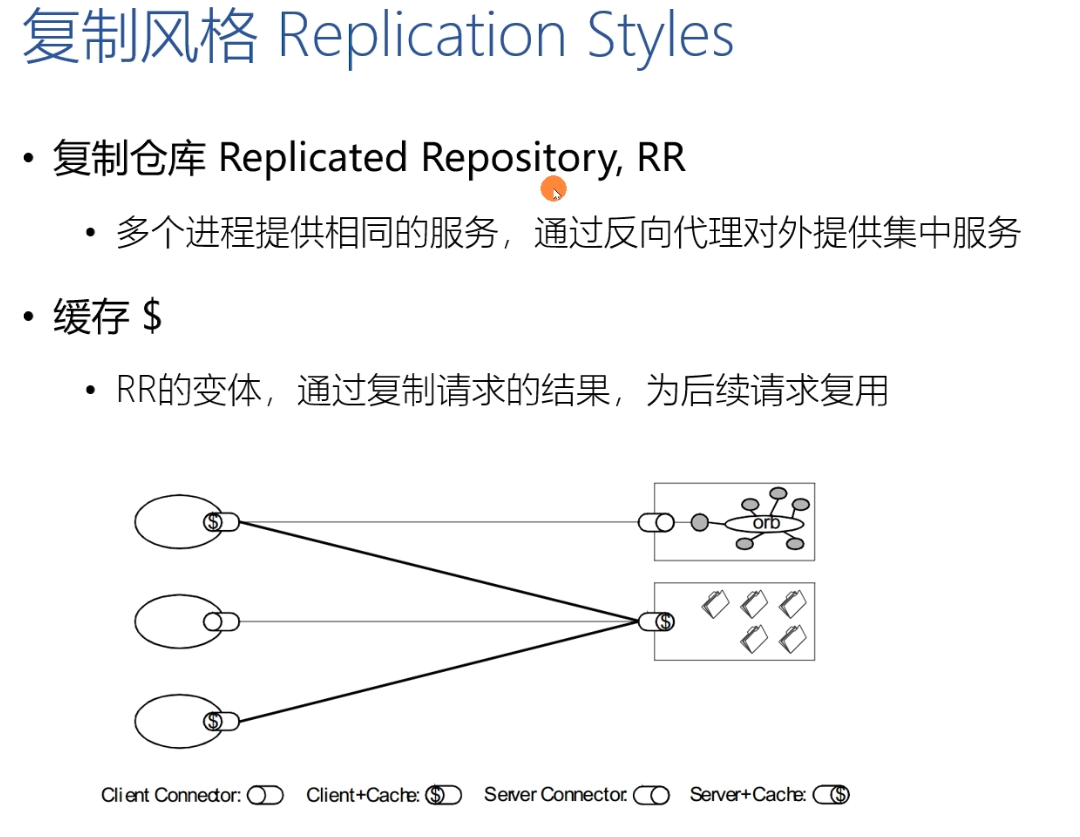 复制风格 Replication Styles
• 复制仓库 Replicated Repository, RR
• 多个进程提供相同的服务，通过反向代理对外提供集中服务
• 缓存 $
• RR的变体，通过复制请求的结果，为后续请求复用
$ orb
$
$
Client Connector: Client+Cache: $ Server Connector: Server+Cache: $